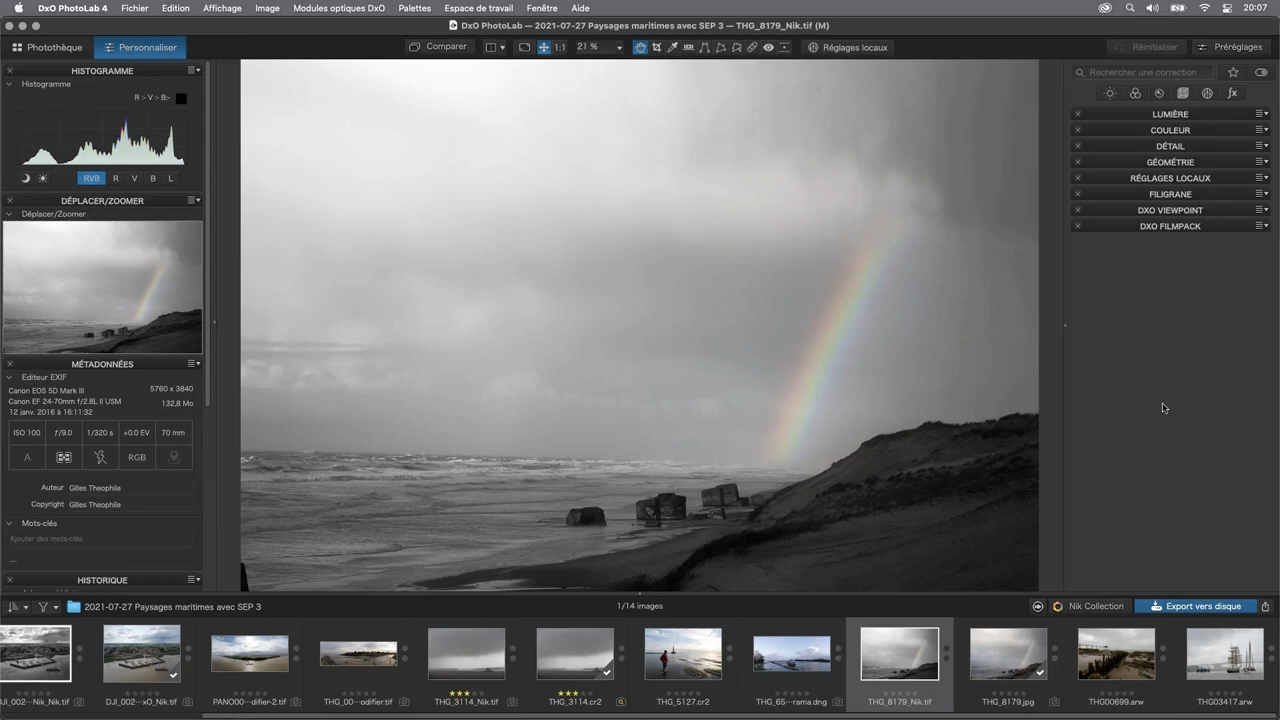 DxO PhotoLab 4 Fichier Edition Affichage Image Modules optiques DxO Palettes Espace de travail Fenêtre Aide 20:07
DxO PhotoLab 4 — 2021-07-27 Paysages maritimes avec SEP 3 — THG_8179_Nik.tif (M)
Photothèque Personnaliser Comparer 1:1 21 % Réglages locaux Réinitialiser Préréglages
HISTOGRAMME
Histogramme
R :- V :- B:-
RVB R V B L
DÉPLACER/ZOOMER
Déplacer/Zoomer
MÉTADONNÉES
Editeur EXIF
Canon EOS 5D Mark III 5760 x 3840
Canon EF 24-70mm f/2.8L II USM 132,8 Mo
12 janv. 2016 à 16:11:32
ISO 100 ƒ/9.0 1/320 s +0.0 EV 70 mm
A RGB
Auteur Gilles Theophile
Copyright Gilles Theophile
Mots-clés
Ajouter des mots-clés
—
HISTORIQUE
Rechercher une correction
fx
LUMIÈRE
COULEUR
DÉTAIL
GÉOMÉTRIE
RÉGLAGES LOCAUX
FILIGRANE
DXO VIEWPOINT
DXO FILMPACK
2021-07-27 Paysages maritimes avec SEP 3 1/14 images Nik Collection Export vers disque
DJI_002···Nik_Nik.tif DJI_002···xO_Nik.tif PANO00···difier-2.tif THG_00···odifier.tif THG_3114_Nik.tif THG_3114.cr2 THG_5127.cr2 THG_65···rama.dng THG_8179_Nik.tif THG_8179.jpg THG00699.arw THG03417.arw